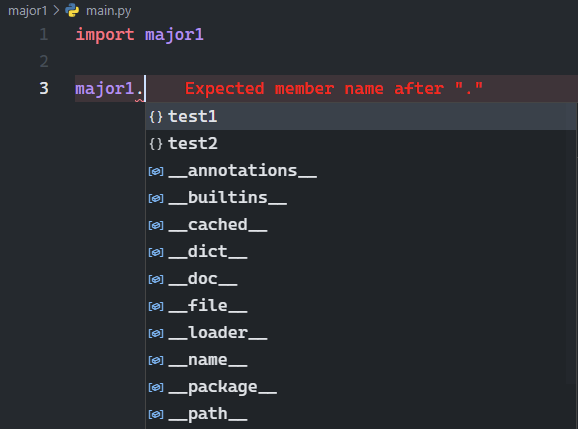 major1 > main.py
1 import major1
2
3 major1. Expected member name after "."
{} test1
{} test2
__annotations__
__builtins__
__cached__
__dict__
__doc__
__file__
__loader__
__name__
__package__
__path__